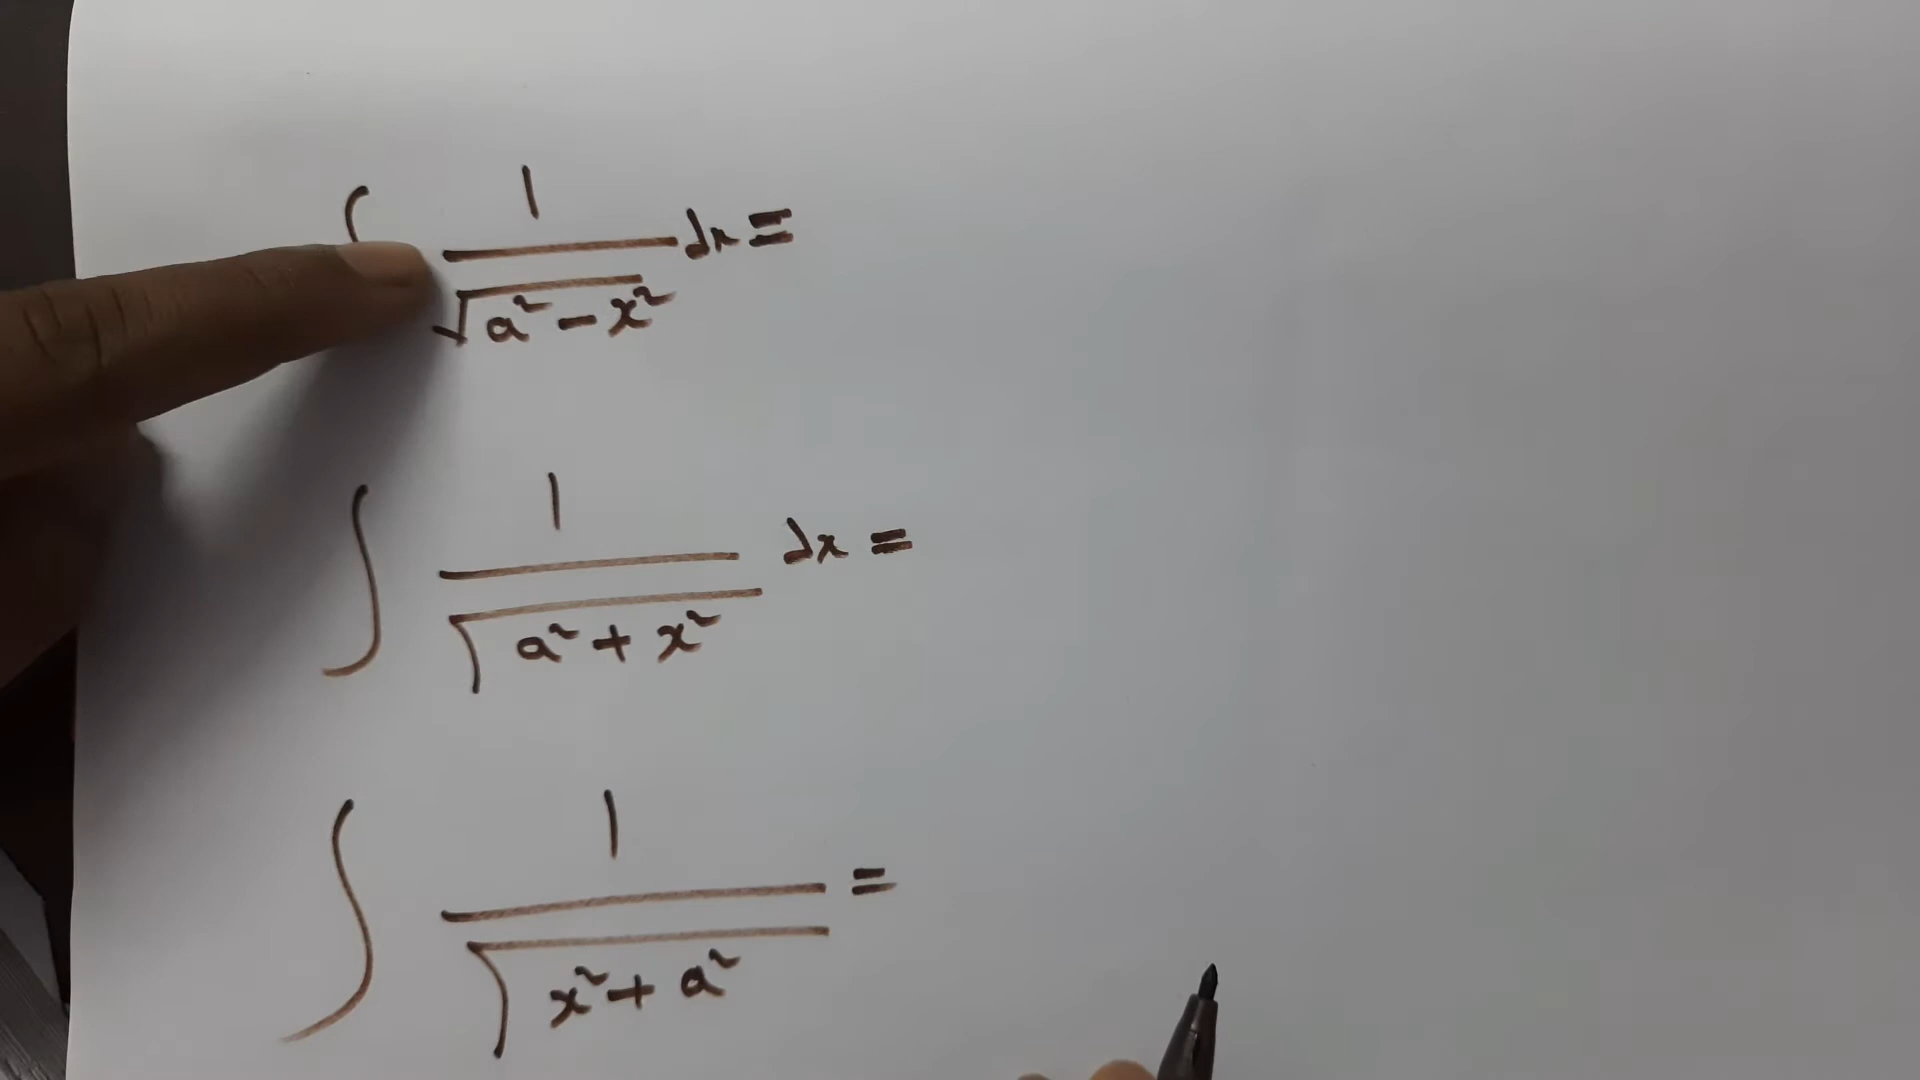 ∫ 1/√(a² − x²) dx =
∫ 1/√(a² + x²) dx =
∫ 1/√(x² + a²) =